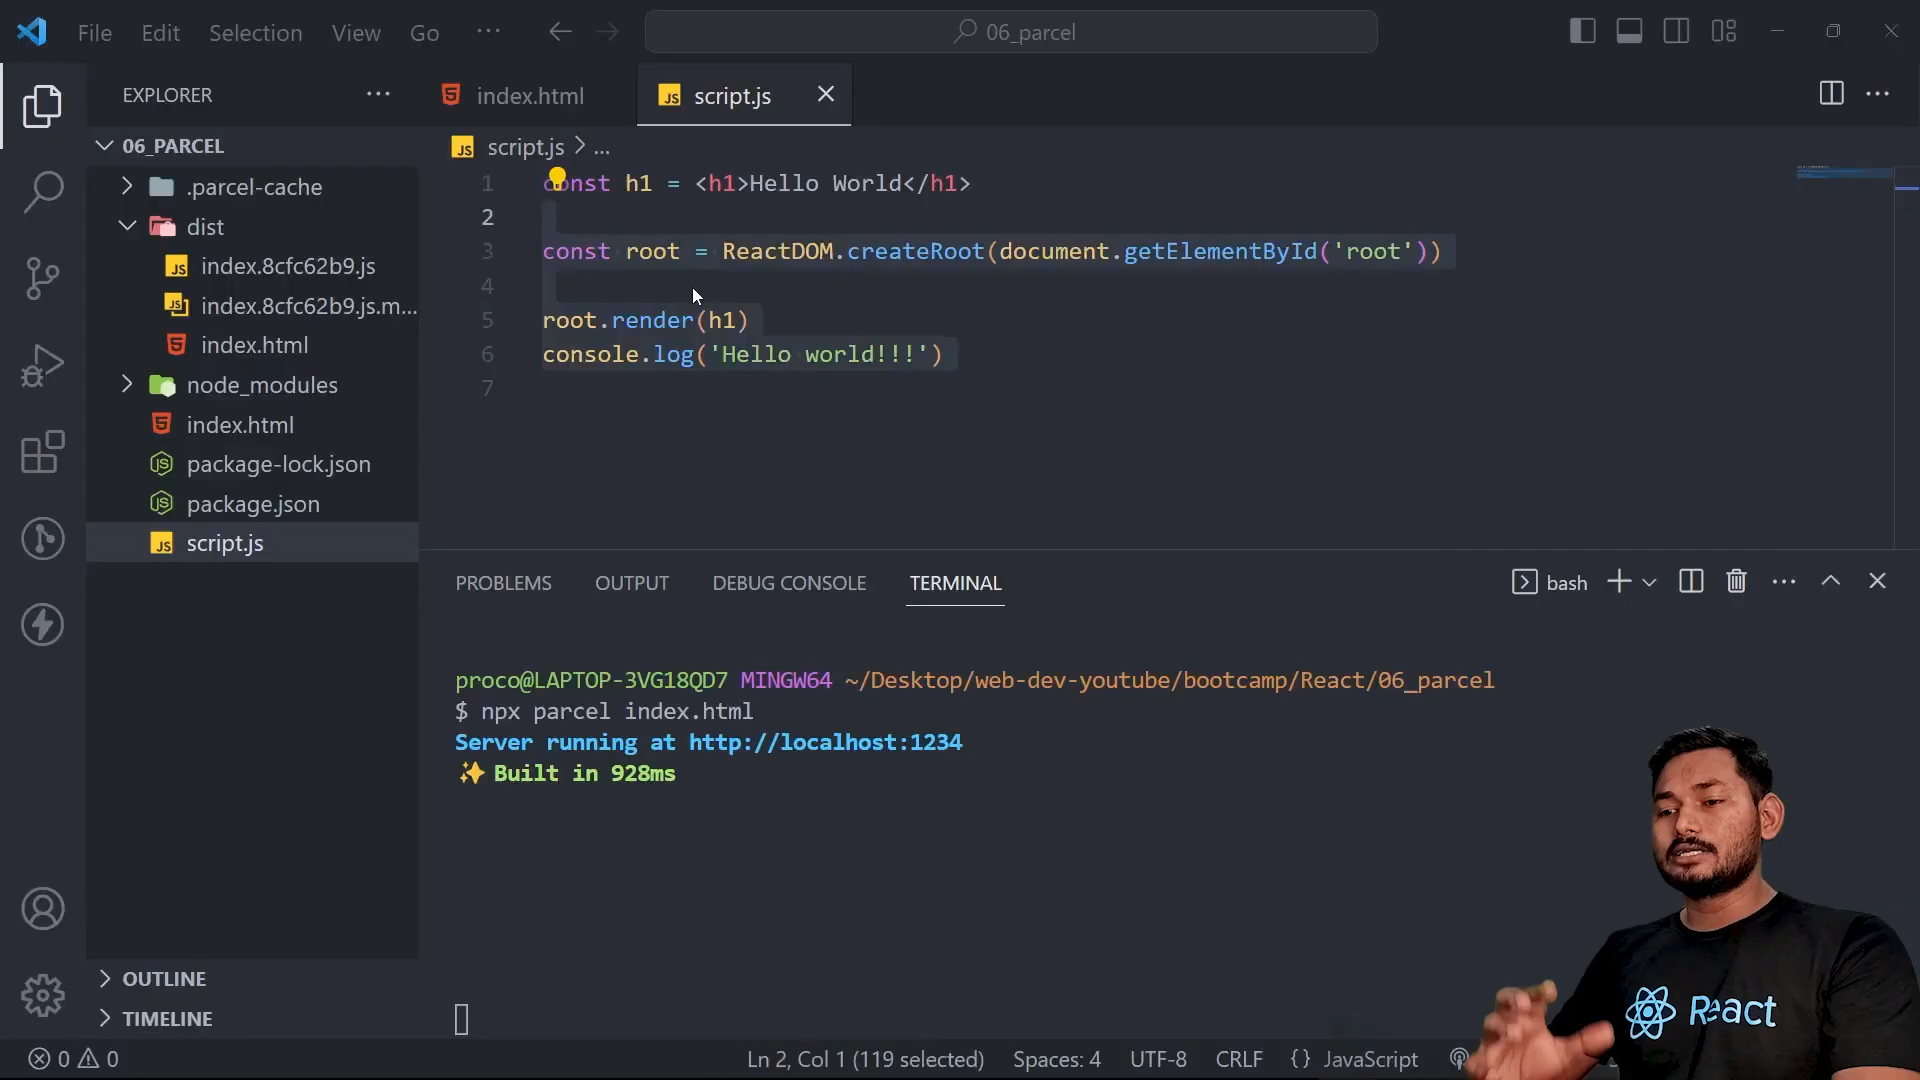 File Edit Selection View Go ... 06_parcel
EXPLORER ...
index.html
script.js
06_PARCEL
script.js > ...
.parcel-cache
dist
index.8cfc62b9.js
index.8cfc62b9.js.m...
index.html
node_modules
index.html
package-lock.json
package.json
script.js
1 const h1 = <h1>Hello World</h1>
2
3 const root = ReactDOM.createRoot(document.getElementById('root'))
4
5 root.render(h1)
6 console.log('Hello world!!!')
7
PROBLEMS OUTPUT DEBUG CONSOLE TERMINAL
bash
proco@LAPTOP-3VG18QD7 MINGW64 ~/Desktop/web-dev-youtube/bootcamp/React/06_parcel
$ npx parcel index.html
Server running at http://localhost:1234
✨ Built in 928ms
OUTLINE
TIMELINE
React
0 0
Ln 2, Col 1 (119 selected) Spaces: 4 UTF-8 CRLF {} JavaScript